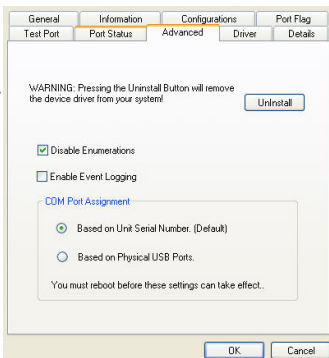 General Information Configurations Port Flag
Test Port Port Status Advanced Driver Details
WARNING: Pressing the Uninstall Button will remove
the device driver from your system!
UnInstall
Disable Enumerations
Enable Event Logging
COM Port Assignment
Based on Unit Serial Number. (Default)
Based on Physical USB Ports.
You must reboot before these settings can take effect..
OK Cancel